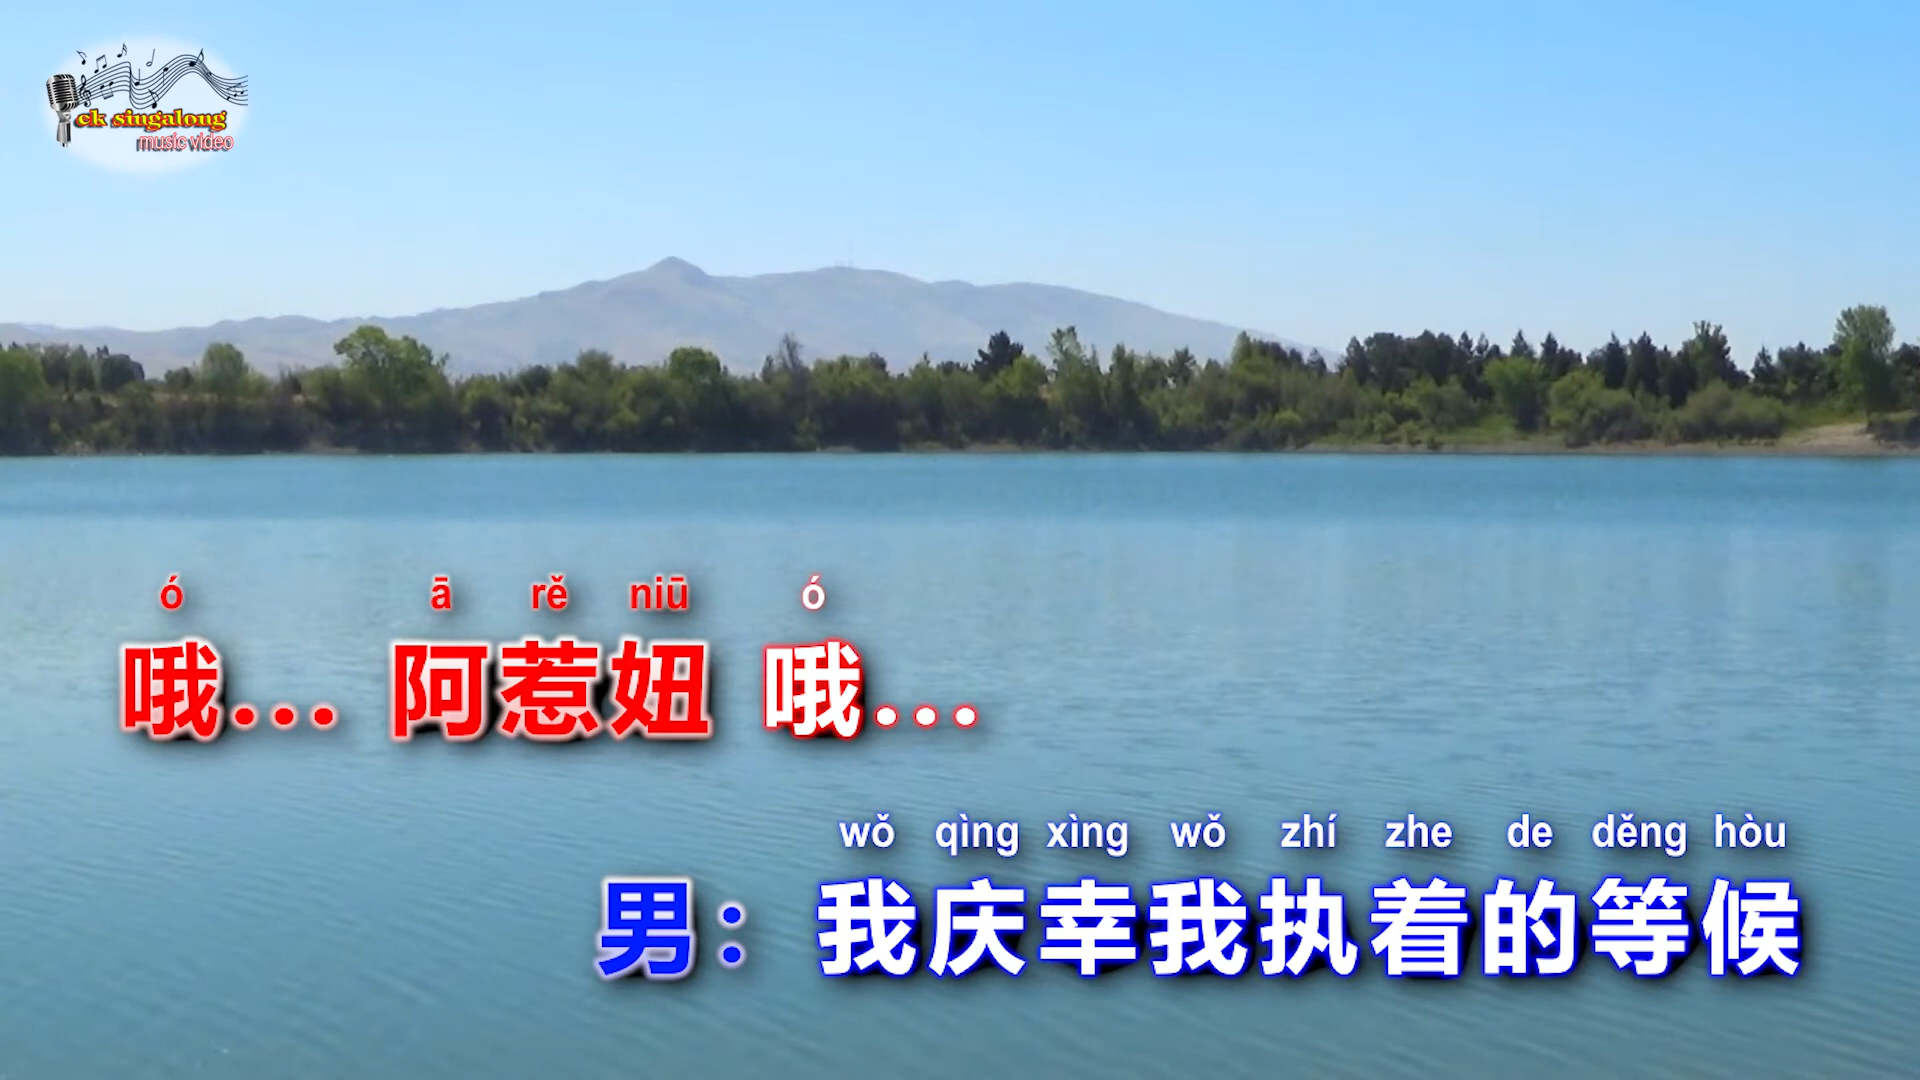 ck singalong
music video
ó ā rě niū ó
哦… 阿惹妞 哦…
wǒ qìng xìng wǒ zhí zhe de děng hòu
男：我庆幸我执着的等候